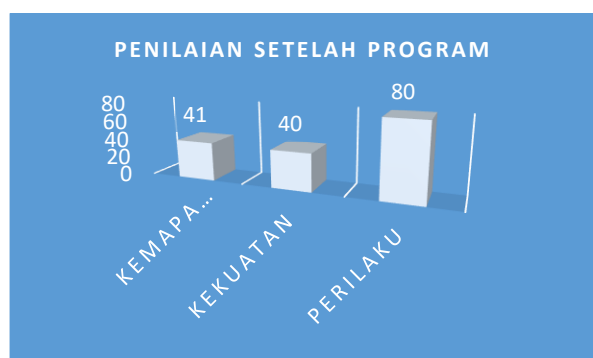 PENILAIAN SETELAH PROGRAM
80
60
40
20
0
41
40
80
KEMAPA...
KEKUATAN
PERILAKU